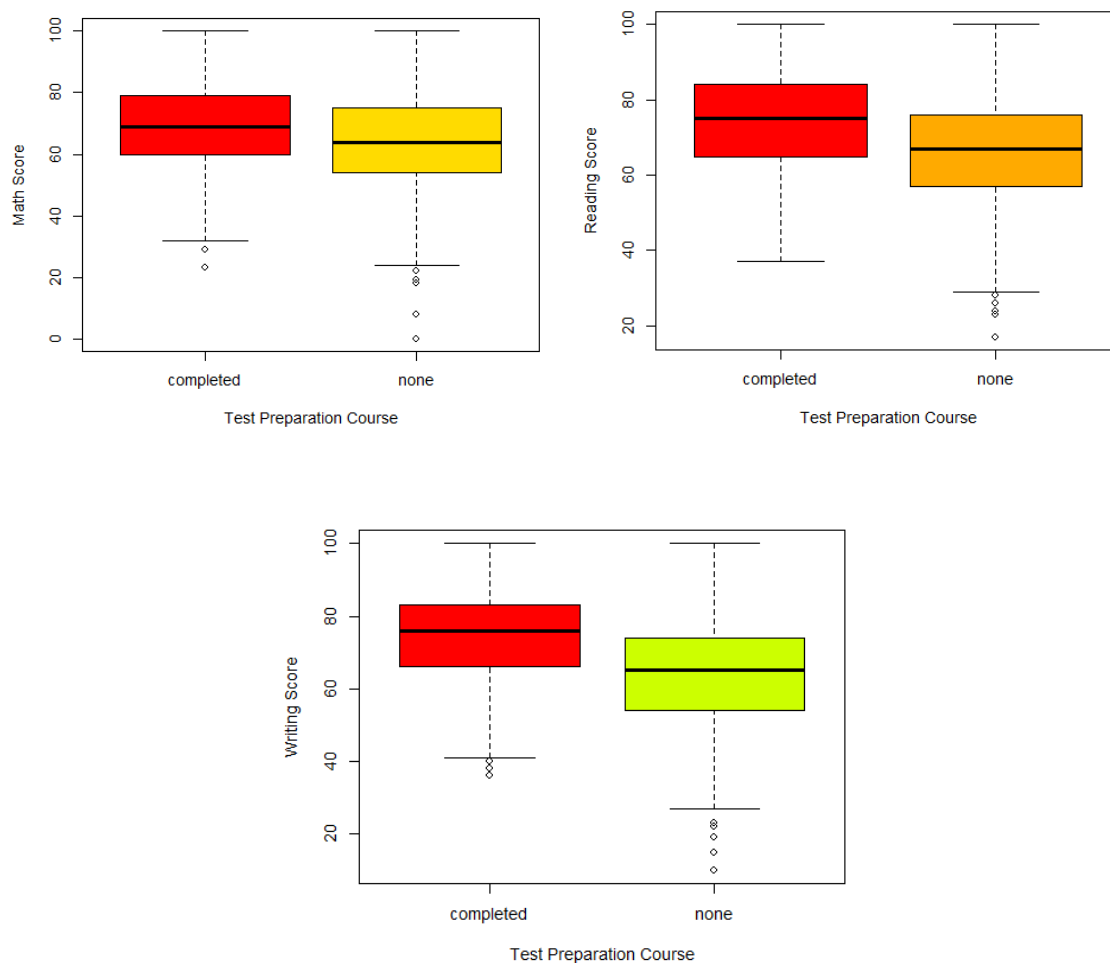 Math Score
100
80
60
40
20
0
completed none
Test Preparation Course
Reading Score
100
80
60
40
20
completed none
Test Preparation Course
Writing Score
100
80
60
40
20
completed none
Test Preparation Course